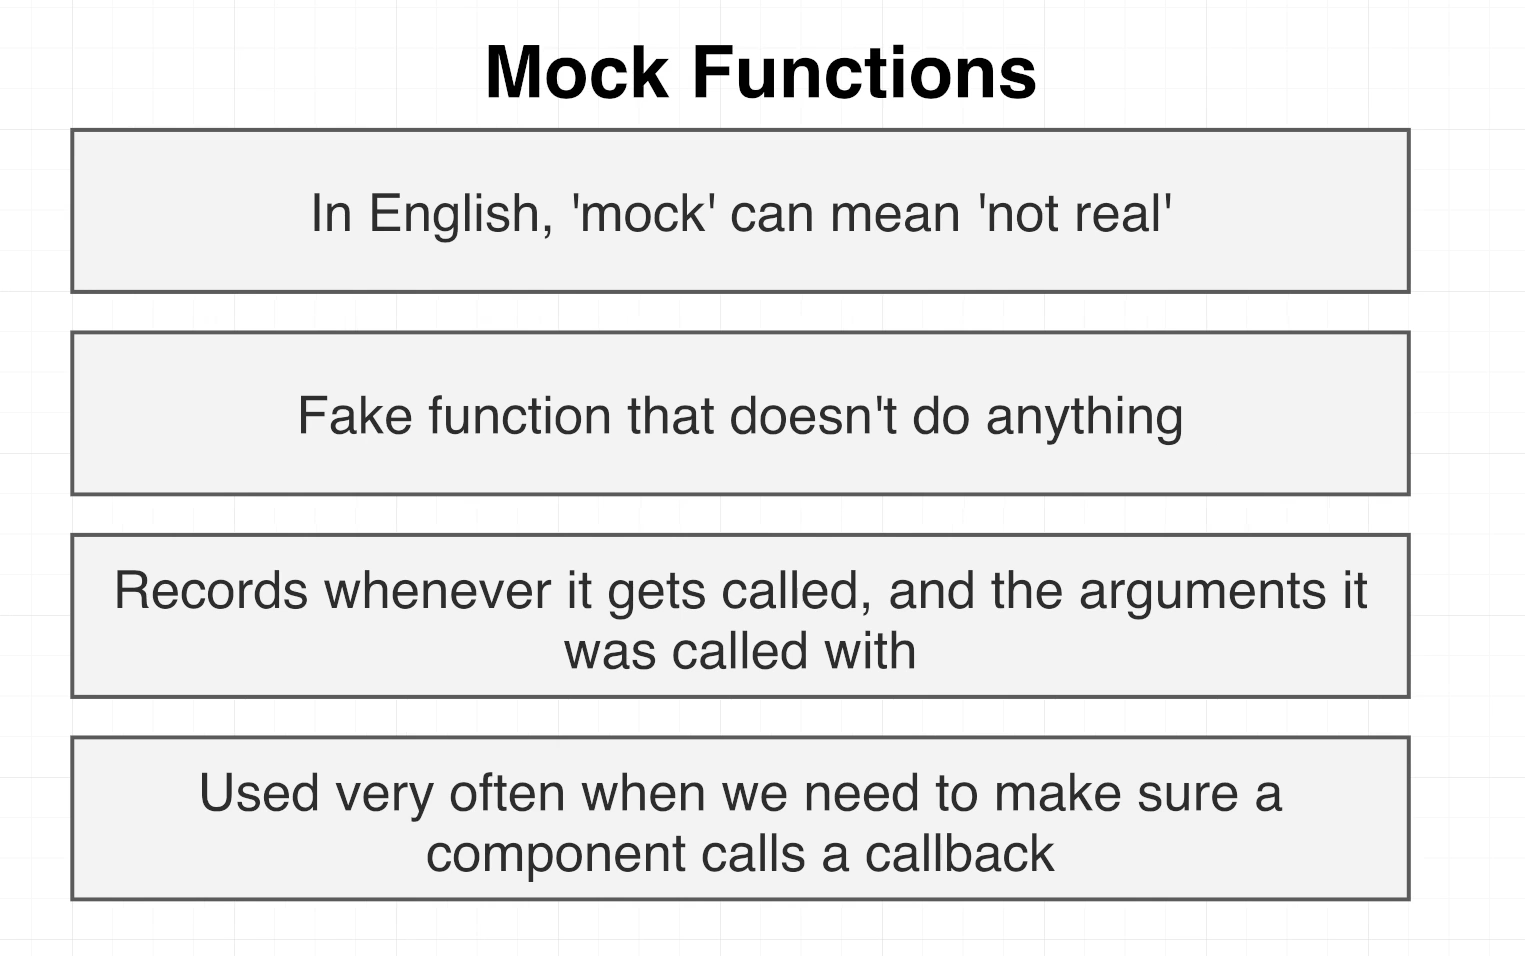 Mock Functions
In English, 'mock' can mean 'not real'
Fake function that doesn't do anything
Records whenever it gets called, and the arguments it
was called with
Used very often when we need to make sure a
component calls a callback